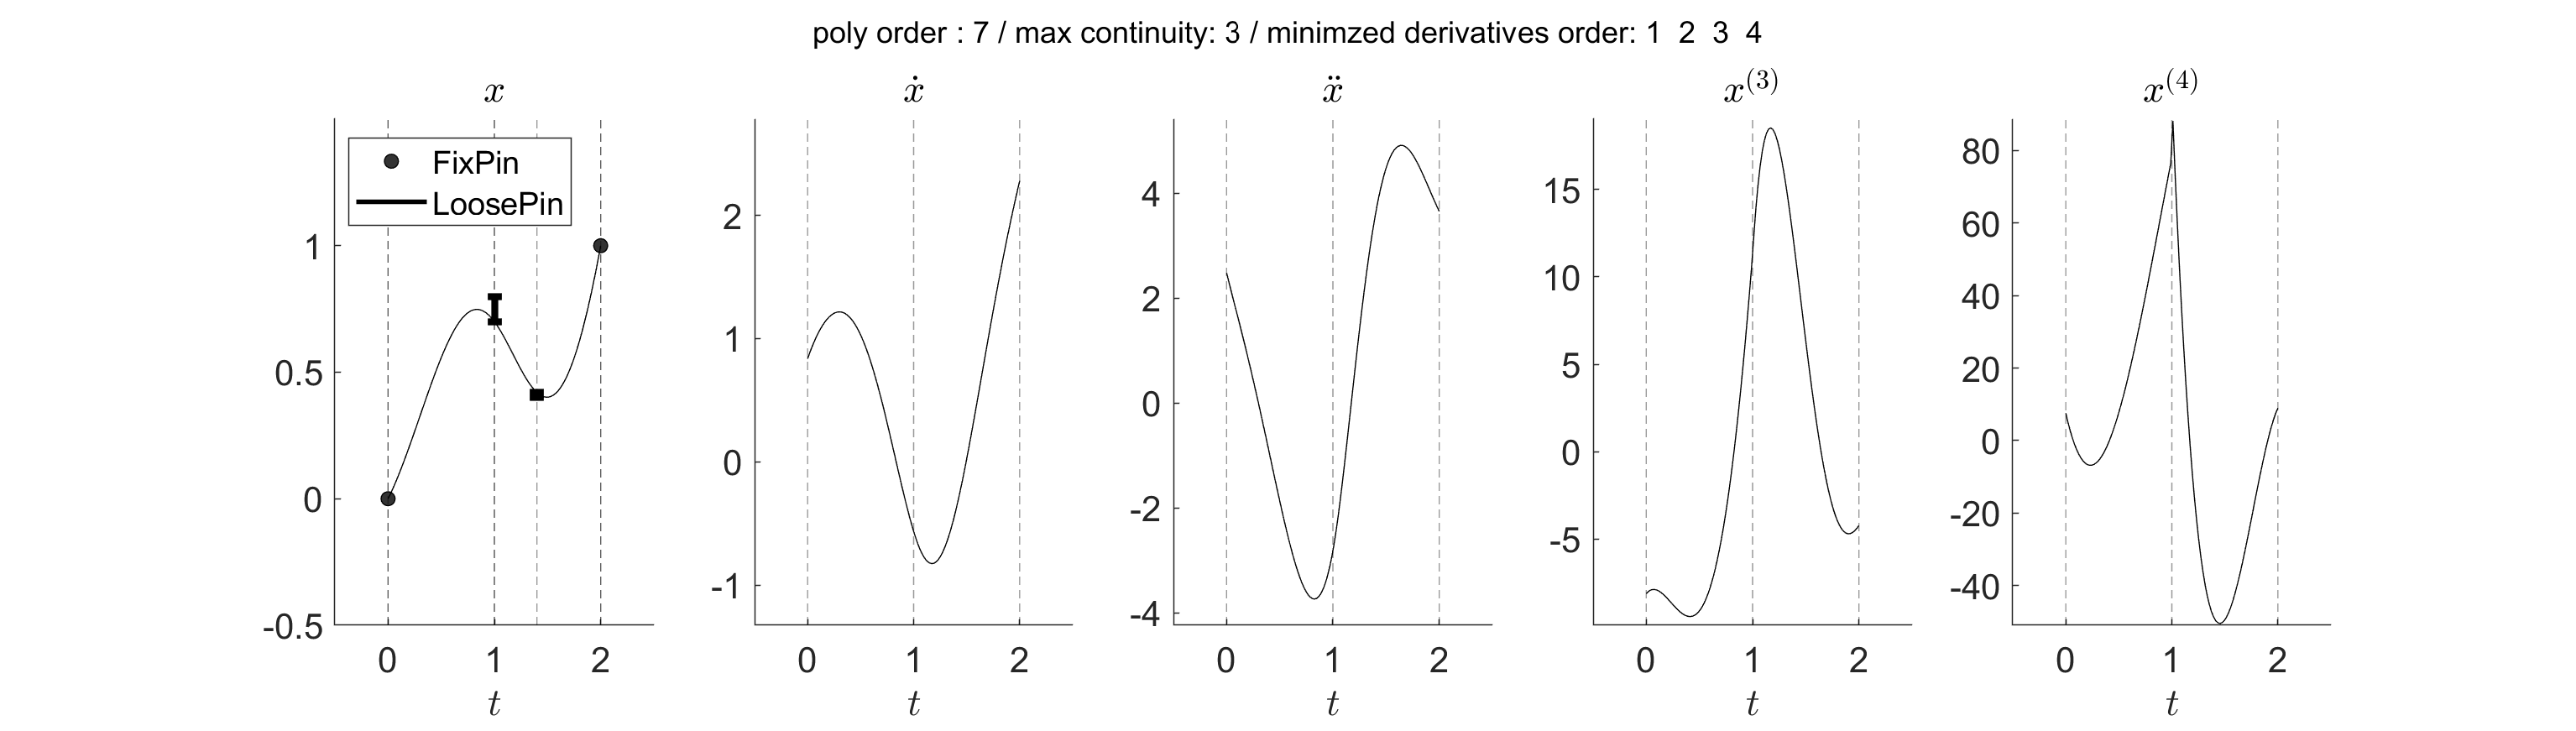 poly order : 7 / max continuity: 3 / minimzed derivatives order: 1 2 3 4
x
FixPin
LoosePin
1
0.5
0
-0.5
0 1 2
t
ẋ
2
1
0
-1
0 1 2
t
ẍ
4
2
0
-2
-4
0 1 2
t
x^(3)
15
10
5
0
-5
0 1 2
t
x^(4)
80
60
40
20
0
-20
-40
0 1 2
t